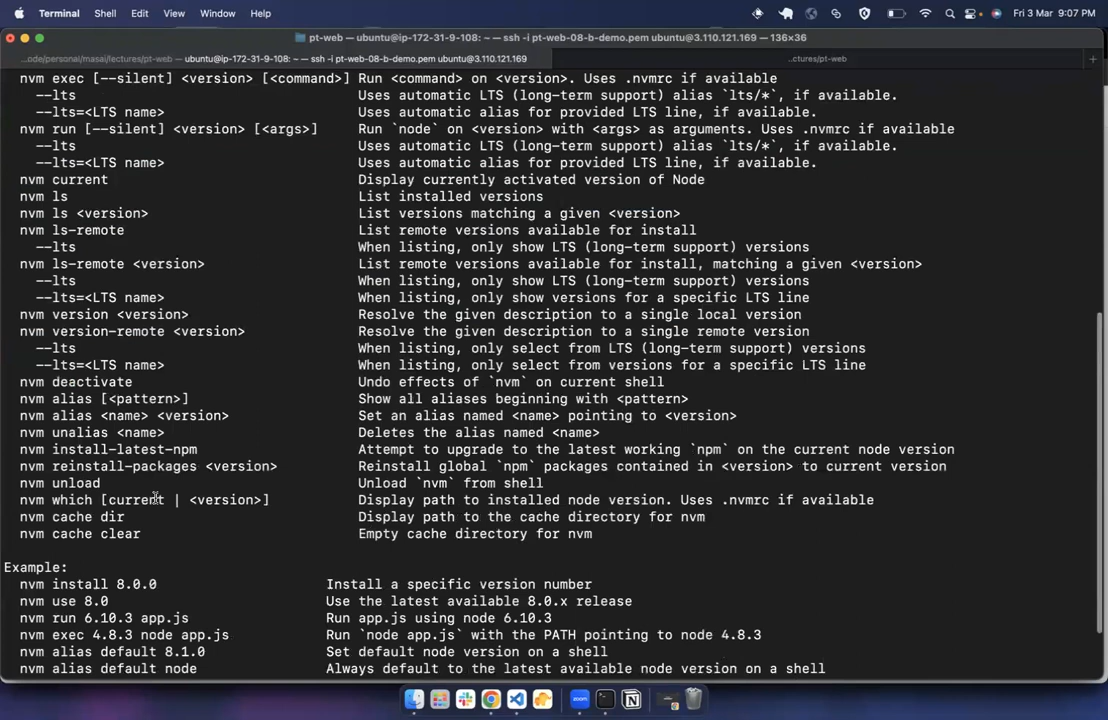 Terminal Shell Edit View Window Help Fri 3 Mar 9:07 PM
pt-web — ubuntu@ip-172-31-9-108: ~ — ssh -i pt-web-08-b-demo.pem ubuntu@3.110.121.169 — 136×36
...ode/personal/masai/lectures/pt-web — ubuntu@ip-172-31-9-108: ~ — ssh -i pt-web-08-b-demo.pem ubuntu@3.110.121.169 ...ctures/pt-web +
nvm exec [--silent] <version> [<command>] Run <command> on <version>. Uses .nvmrc if available
--lts Uses automatic LTS (long-term support) alias `lts/*`, if available.
--lts=<LTS name> Uses automatic alias for provided LTS line, if available.
nvm run [--silent] <version> [<args>] Run `node` on <version> with <args> as arguments. Uses .nvmrc if available
--lts Uses automatic LTS (long-term support) alias `lts/*`, if available.
--lts=<LTS name> Uses automatic alias for provided LTS line, if available.
nvm current Display currently activated version of Node
nvm ls List installed versions
nvm ls <version> List versions matching a given <version>
nvm ls-remote List remote versions available for install
--lts When listing, only show LTS (long-term support) versions
nvm ls-remote <version> List remote versions available for install, matching a given <version>
--lts When listing, only show LTS (long-term support) versions
--lts=<LTS name> When listing, only show versions for a specific LTS line
nvm version <version> Resolve the given description to a single local version
nvm version-remote <version> Resolve the given description to a single remote version
--lts When listing, only select from LTS (long-term support) versions
--lts=<LTS name> When listing, only select from versions for a specific LTS line
nvm deactivate Undo effects of `nvm` on current shell
nvm alias [<pattern>] Show all aliases beginning with <pattern>
nvm alias <name> <version> Set an alias named <name> pointing to <version>
nvm unalias <name> Deletes the alias named <name>
nvm install-latest-npm Attempt to upgrade to the latest working `npm` on the current node version
nvm reinstall-packages <version> Reinstall global `npm` packages contained in <version> to current version
nvm unload Unload `nvm` from shell
nvm which [current | <version>] Display path to installed node version. Uses .nvmrc if available
nvm cache dir Display path to the cache directory for nvm
nvm cache clear Empty cache directory for nvm
Example:
nvm install 8.0.0 Install a specific version number
nvm use 8.0 Use the latest available 8.0.x release
nvm run 6.10.3 app.js Run app.js using node 6.10.3
nvm exec 4.8.3 node app.js Run `node app.js` with the PATH pointing to node 4.8.3
nvm alias default 8.1.0 Set default node version on a shell
nvm alias default node Always default to the latest available node version on a shell
zoom